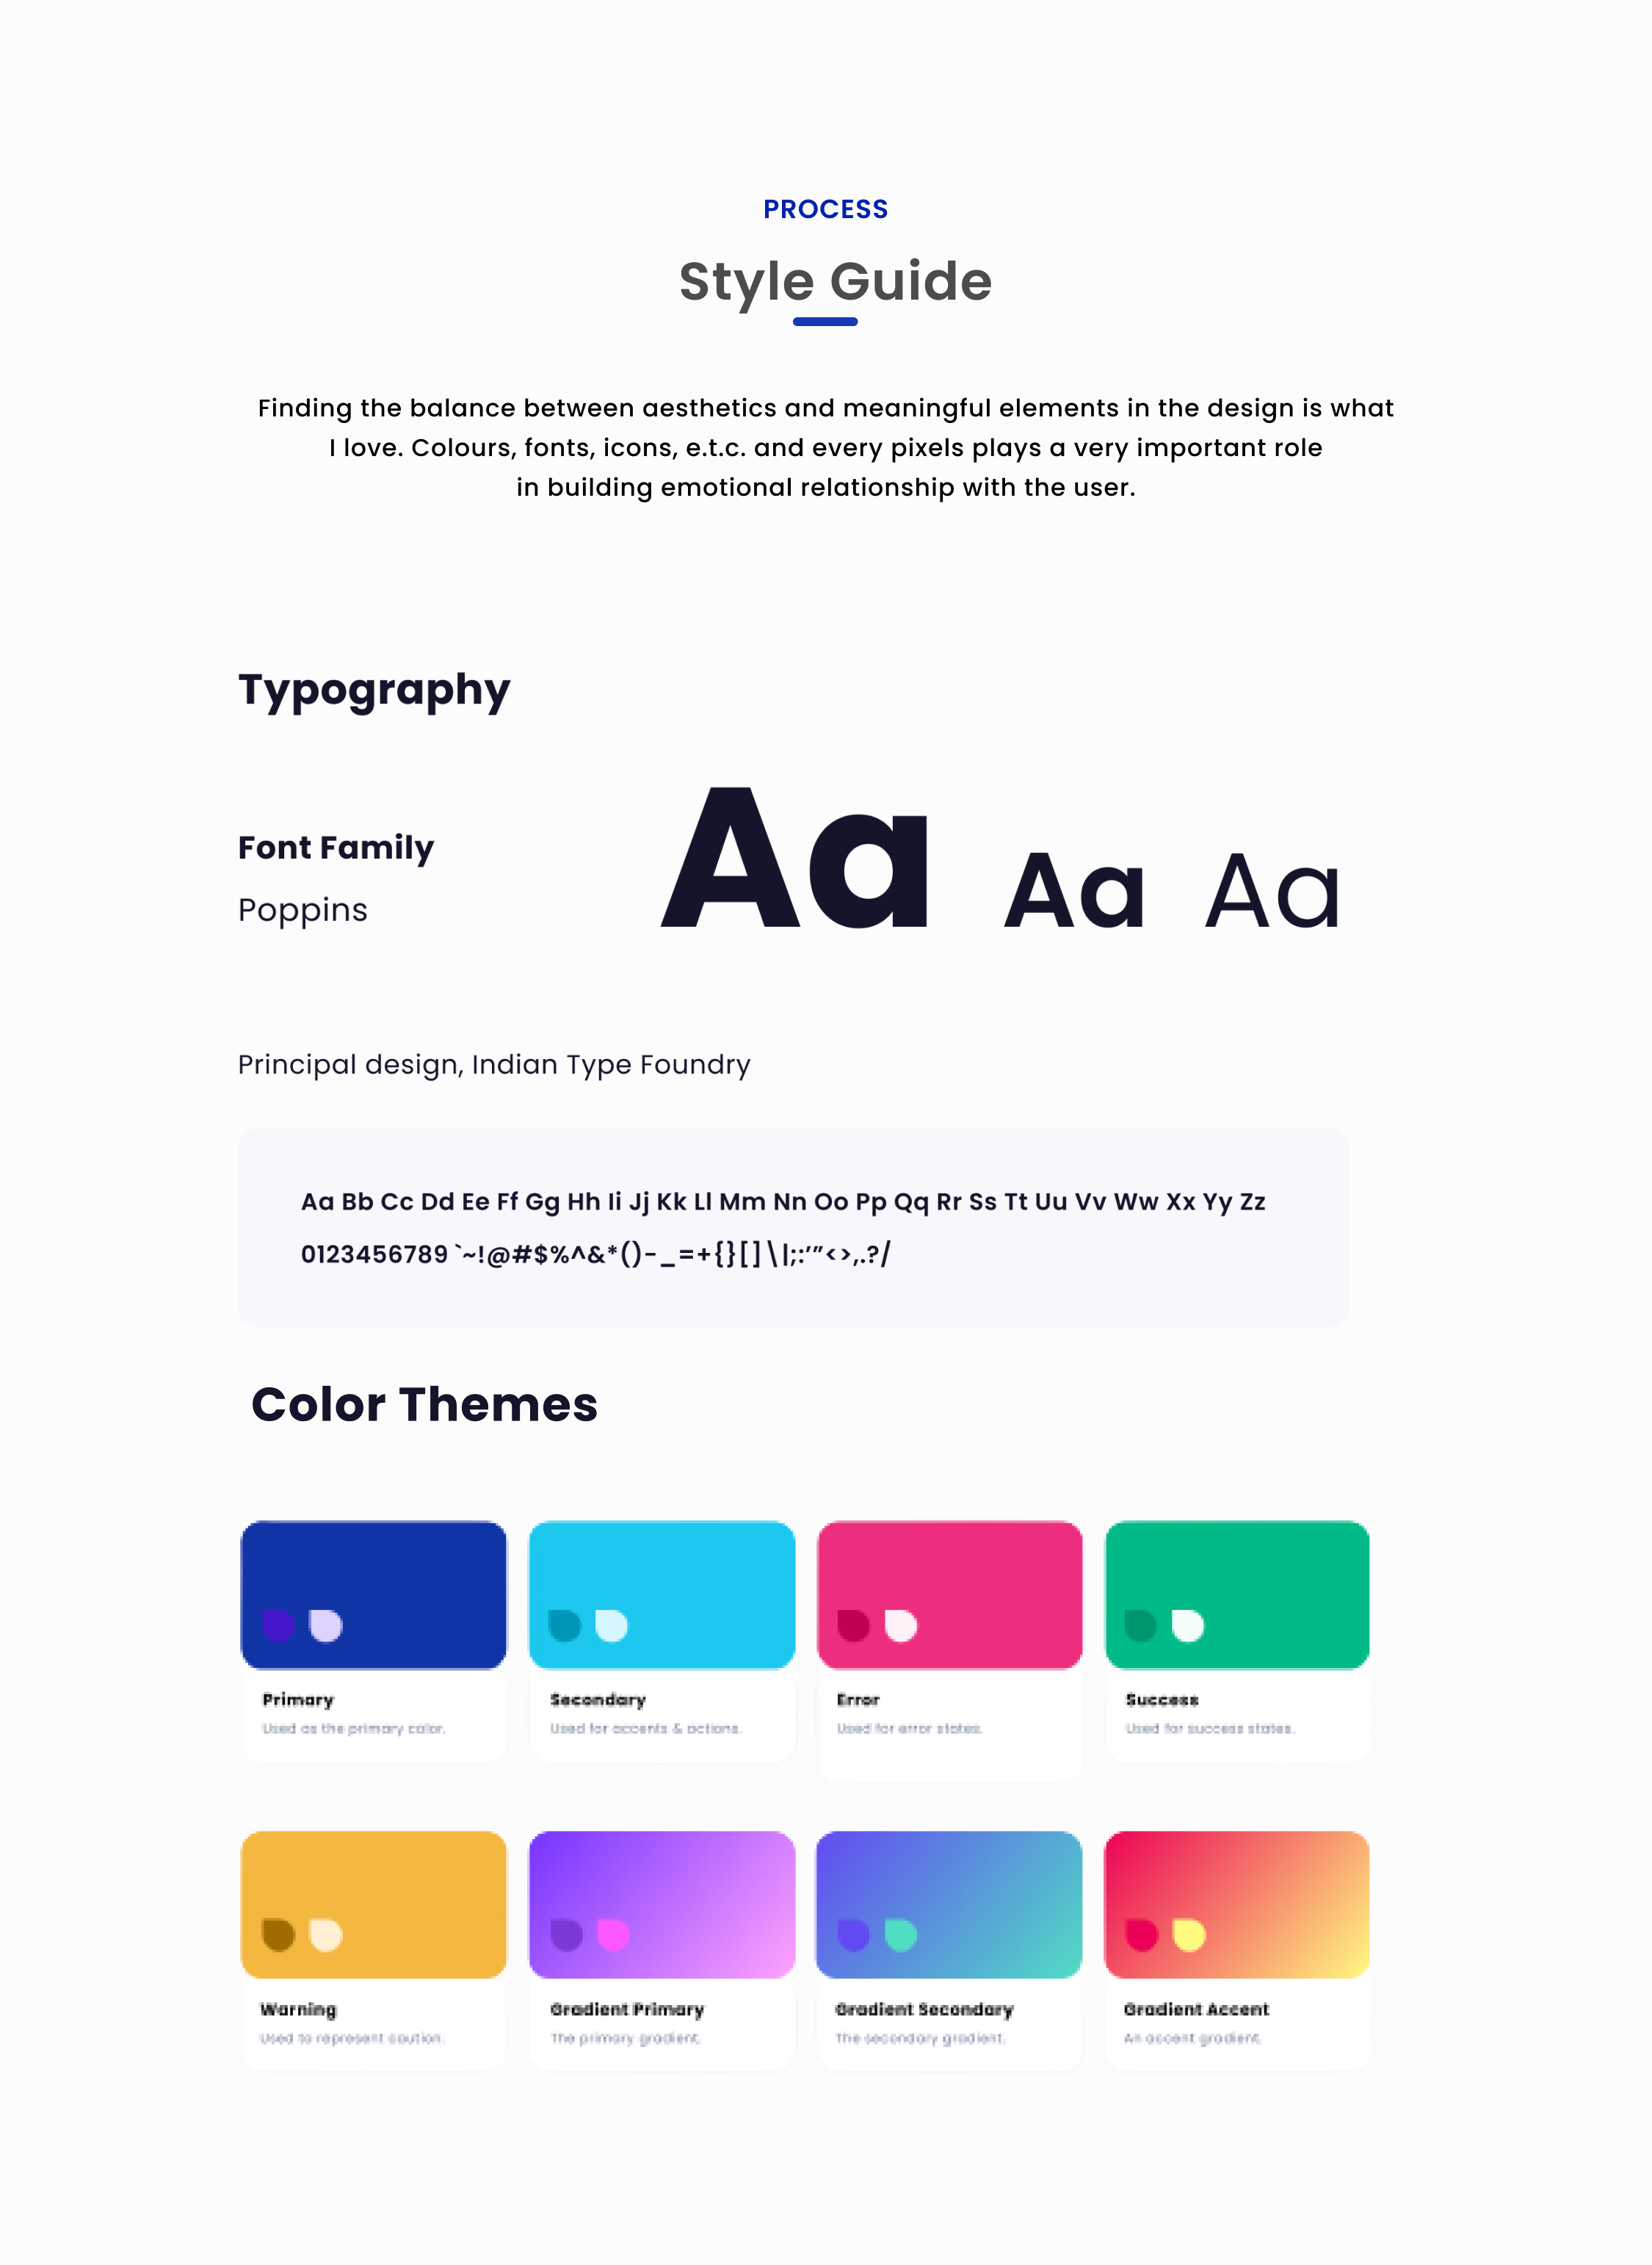 PROCESS
Style Guide
Finding the balance between aesthetics and meaningful elements in the design is what
I love. Colours, fonts, icons, e.t.c. and every pixels plays a very important role
in building emotional relationship with the user.
Typography
Font Family
Poppins
Aa Aa Aa
Principal design, Indian Type Foundry
Aa Bb Cc Dd Ee Ff Gg Hh Ii Jj Kk Ll Mm Nn Oo Pp Qq Rr Ss Tt Uu Vv Ww Xx Yy Zz
0123456789 `~!@#$%^&*()-_=+{}[]\|;:’”<>,.?/
Color Themes
Primary
Used as the primary color.
Secondary
Used for accents & actions.
Error
Used for error states.
Success
Used for success states.
Warning
Used to represent caution.
Gradient Primary
The primary gradient.
Gradient Secondary
The secondary gradient.
Gradient Accent
An accent gradient.